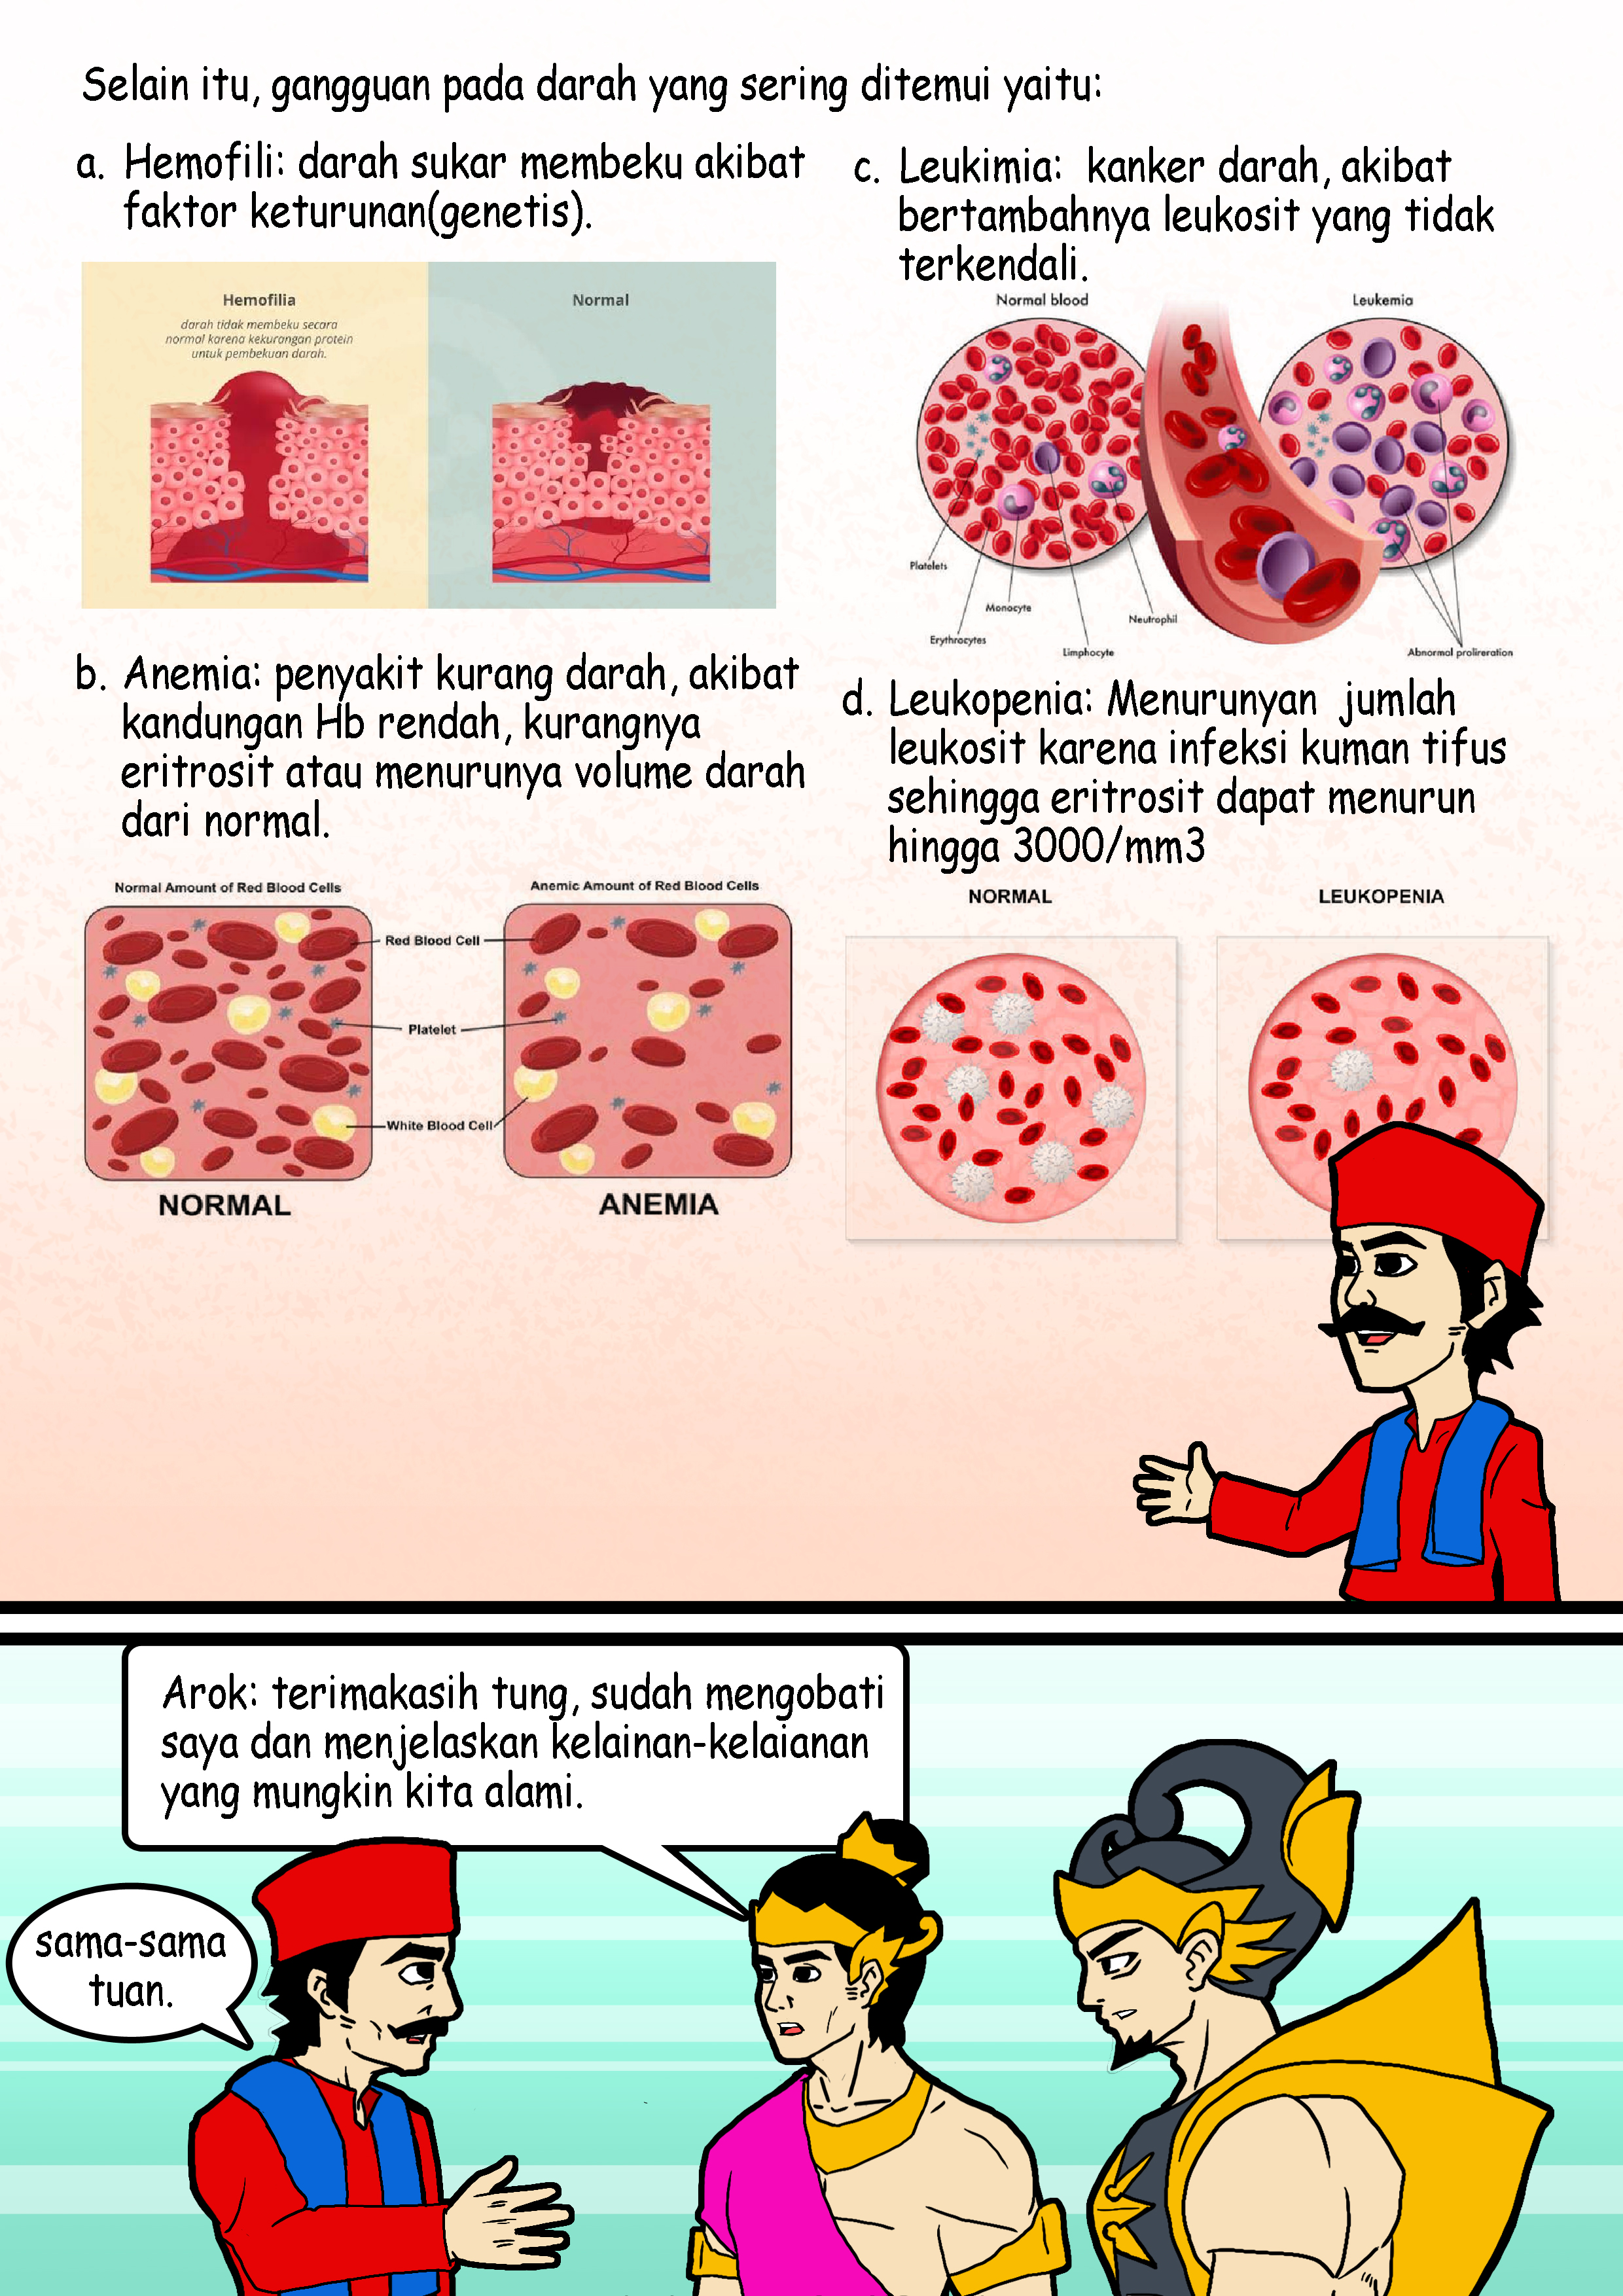 Selain itu, gangguan pada darah yang sering ditemui yaitu:
a. Hemofili: darah sukar membeku akibat
faktor keturunan(genetis).
Hemofilia
darah tidak membeku secara
normal karena kekurangan protein
untuk pembekuan darah.
Normal
b. Anemia: penyakit kurang darah, akibat
kandungan Hb rendah, kurangnya
eritrosit atau menurunya volume darah
dari normal.
Normal Amount of Red Blood Cells
Anemic Amount of Red Blood Cells
Red Blood Cell
Platelet
White Blood Cell
NORMAL
ANEMIA
c. Leukimia: kanker darah, akibat
bertambahnya leukosit yang tidak
terkendali.
Normal blood
Leukemia
Platelets
Monocyte
Neutrophil
Erythrocytes
Limphocyte
Abnormal prolireration
d. Leukopenia: Menurunyan jumlah
leukosit karena infeksi kuman tifus
sehingga eritrosit dapat menurun
hingga 3000/mm3
NORMAL
LEUKOPENIA
Arok: terimakasih tung, sudah mengobati
saya dan menjelaskan kelainan-kelaianan
yang mungkin kita alami.
sama-sama
tuan.